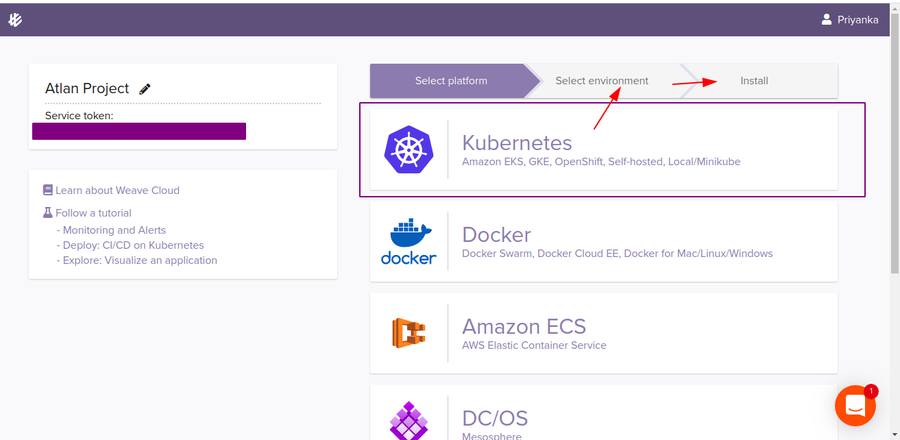 Priyanka
Atlan Project
Service token:
Learn about Weave Cloud
Follow a tutorial
- Monitoring and Alerts
- Deploy: CI/CD on Kubernetes
- Explore: Visualize an application
Select platform
Select environment
Install
Kubernetes
Amazon EKS, GKE, OpenShift, Self-hosted, Local/Minikube
docker
Docker
Docker Swarm, Docker Cloud EE, Docker for Mac/Linux/Windows
Amazon ECS
AWS Elastic Container Service
DC/OS
Mesosphere
1